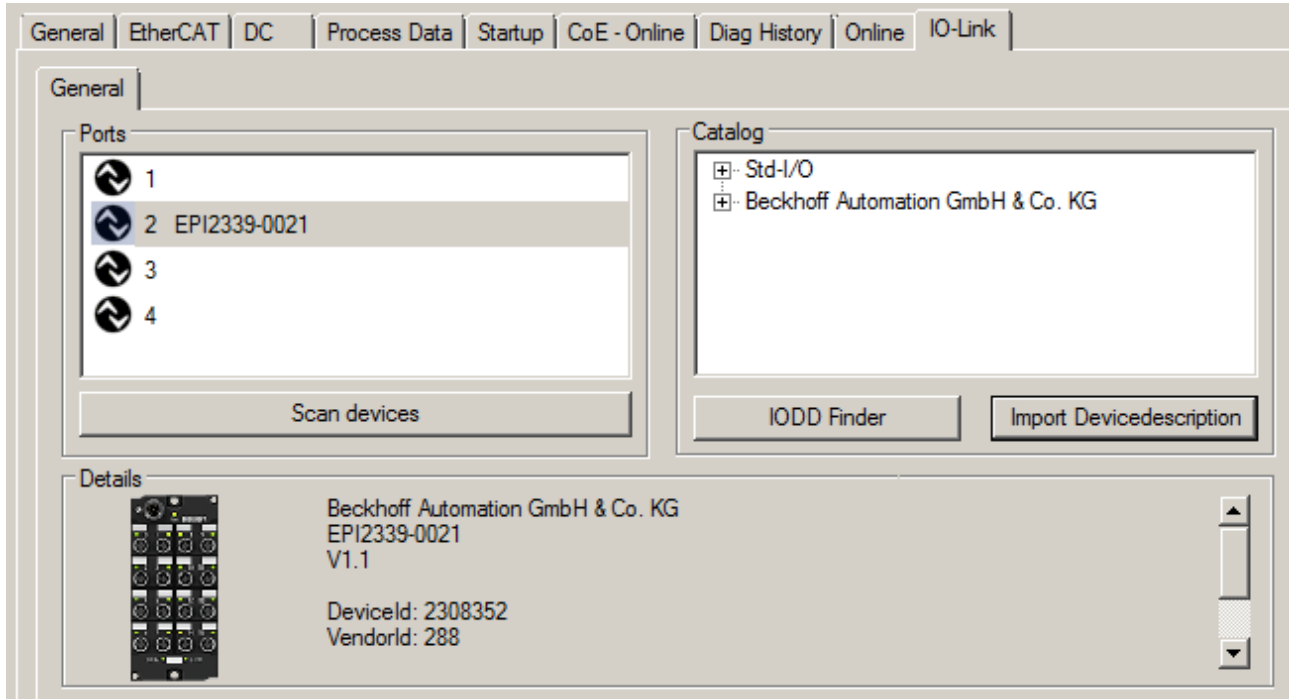 General EtherCAT DC Process Data Startup CoE - Online Diag History Online IO-Link
General
Ports
1
2 EPI2339-0021
3
4
Scan devices
Catalog
Std-I/O
Beckhoff Automation GmbH & Co. KG
IODD Finder Import Devicedescription
Details
Beckhoff Automation GmbH & Co. KG
EPI2339-0021
V1.1
DeviceId: 2308352
VendorId: 288